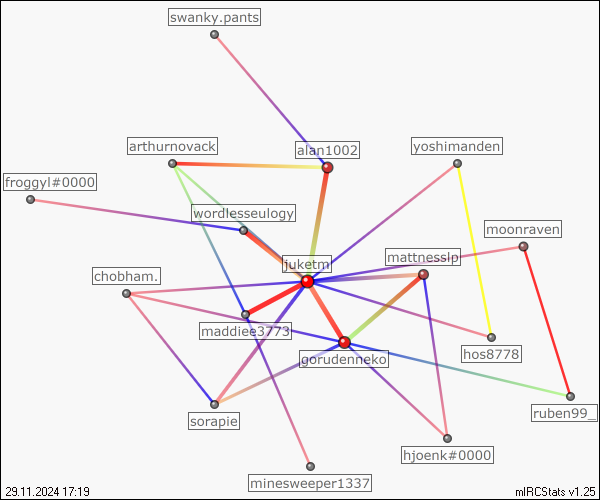 swanky.pants
arthurnovack
alan1002
yoshimanden
froggyl#0000
wordlesseulogy
moonraven
juketm
mattnesslp
chobham.
maddiee3773
gorudenneko
hos8778
sorapie
ruben99_
hjoenk#0000
minesweeper1337
29.11.2024 17:19
mIRCStats v1.25